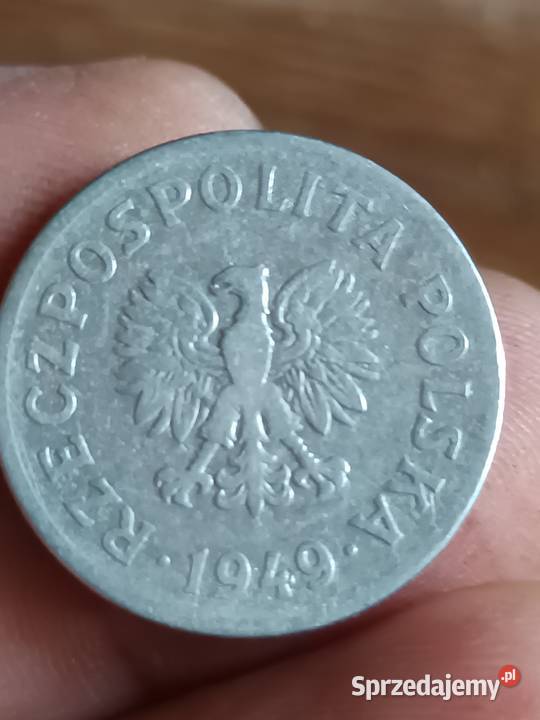 RZECZPOSPOLITA POLSKA
· 1949 ·
Sprzedajemy.pl